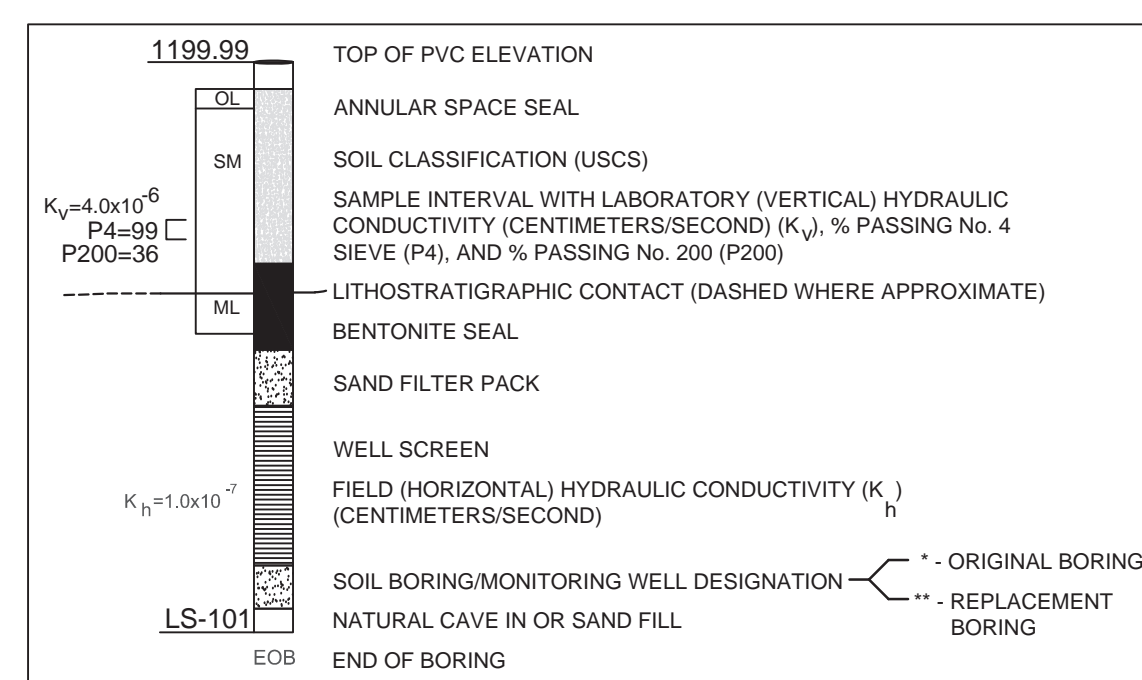 1199.99 TOP OF PVC ELEVATION
OL ANNULAR SPACE SEAL
SM SOIL CLASSIFICATION (USCS)
Kv=4.0x10-6 SAMPLE INTERVAL WITH LABORATORY (VERTICAL) HYDRAULIC
P4=99 CONDUCTIVITY (CENTIMETERS/SECOND) (Kv), % PASSING No. 4
P200=36 SIEVE (P4), AND % PASSING No. 200 (P200)
LITHOSTRATIGRAPHIC CONTACT (DASHED WHERE APPROXIMATE)
ML
BENTONITE SEAL
SAND FILTER PACK
WELL SCREEN
Kh=1.0x10-7 FIELD (HORIZONTAL) HYDRAULIC CONDUCTIVITY (Kh)
(CENTIMETERS/SECOND)
SOIL BORING/MONITORING WELL DESIGNATION
* - ORIGINAL BORING
** - REPLACEMENT
BORING
LS-101 NATURAL CAVE IN OR SAND FILL
EOB END OF BORING